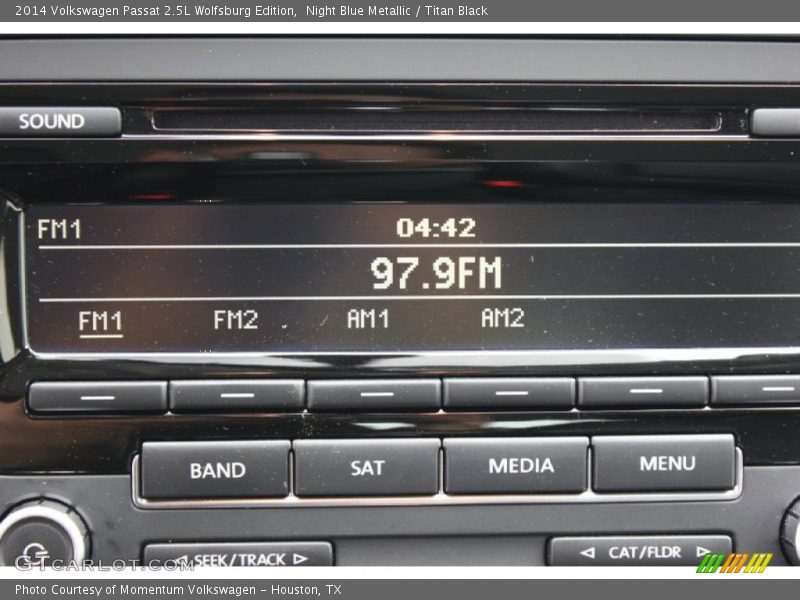 2014 Volkswagen Passat 2.5L Wolfsburg Edition, Night Blue Metallic / Titan Black
SOUND
FM1 04:42
97.9FM
FM1 FM2 AM1 AM2
BAND SAT MEDIA MENU
◁ SEEK/TRACK ▷ ◁ CAT/FLDR ▷
GTCARLOT.COM
Photo Courtesy of Momentum Volkswagen - Houston, TX